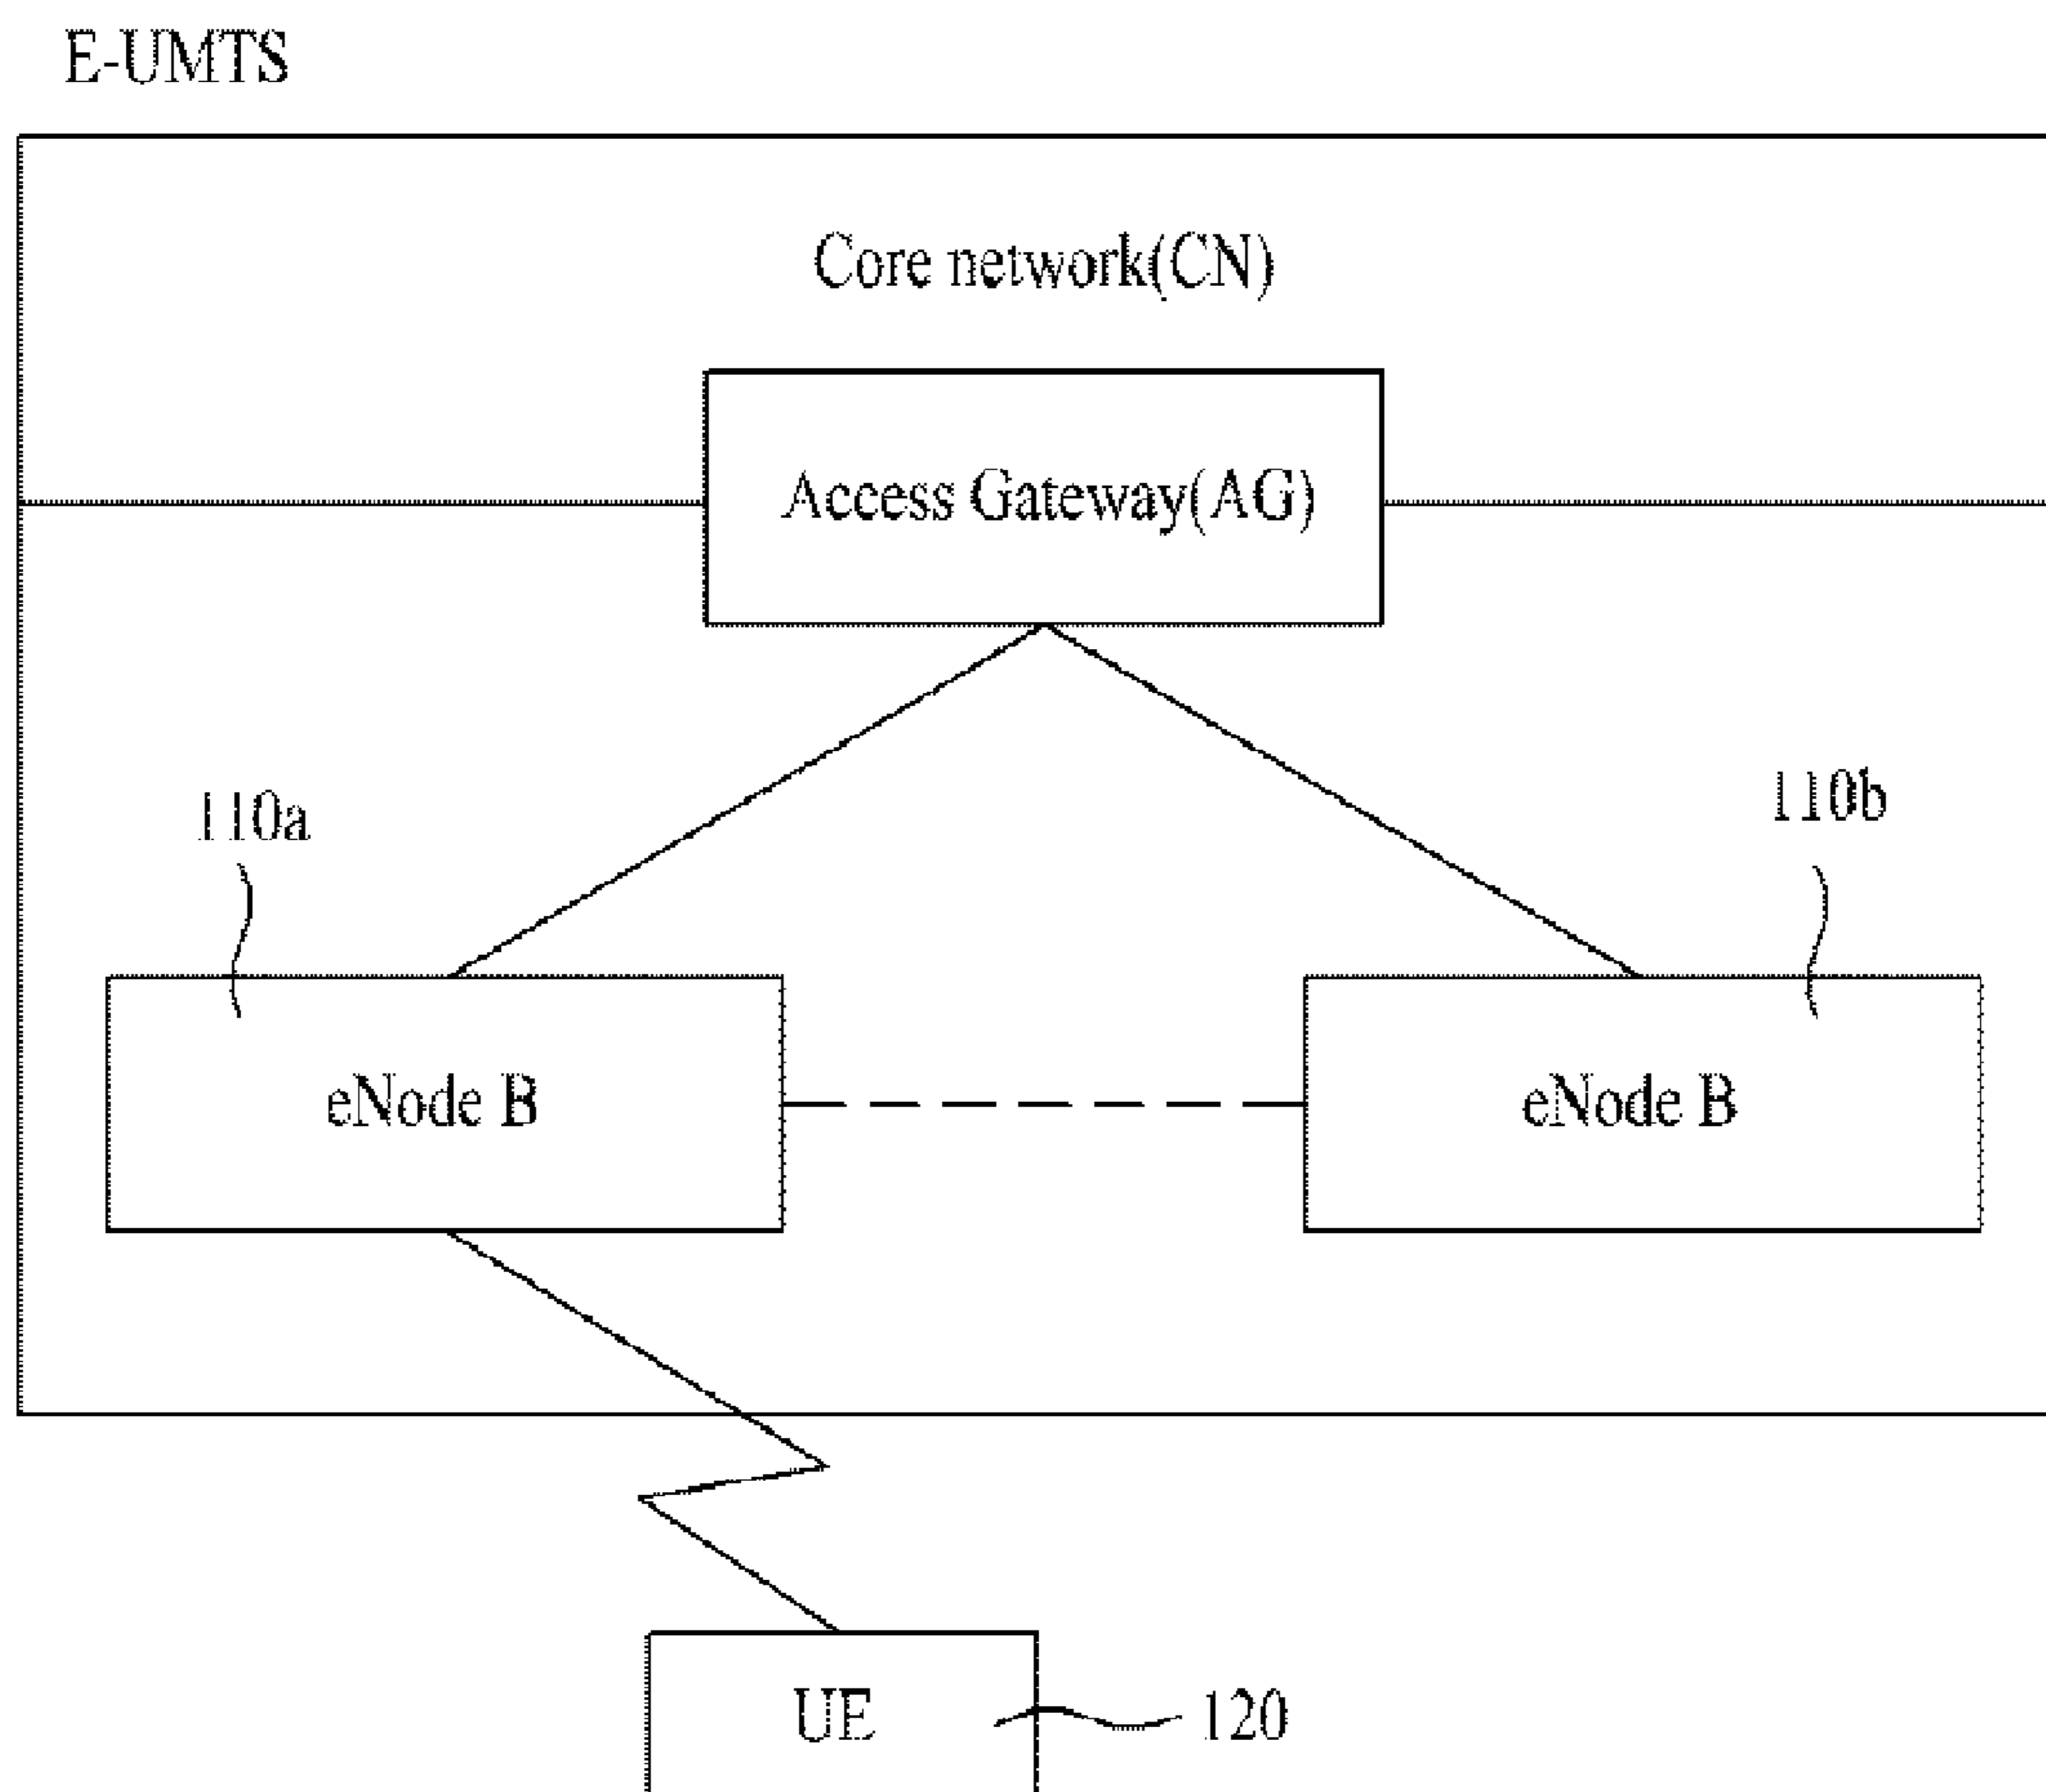 E-UMTS
Core network(CN)
Access Gateway(AG)
110a
110b
eNode B
eNode B
UE
120